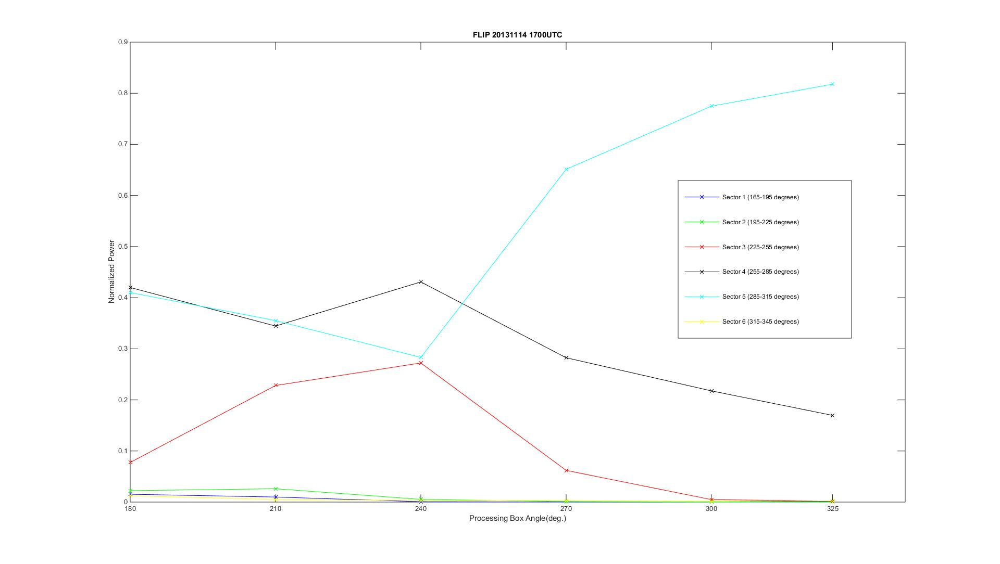 FLIP 20131114 1700UTC
0.9
0.8
0.7
0.6
0.5
0.4
0.3
0.2
0.1
0
Normalized Power
Sector 1 (165-195 degrees)
Sector 2 (195-225 degrees)
Sector 3 (225-255 degrees)
Sector 4 (255-285 degrees)
Sector 5 (285-315 degrees)
Sector 6 (315-345 degrees)
180 210 240 270 300 325
Processing Box Angle(deg.)